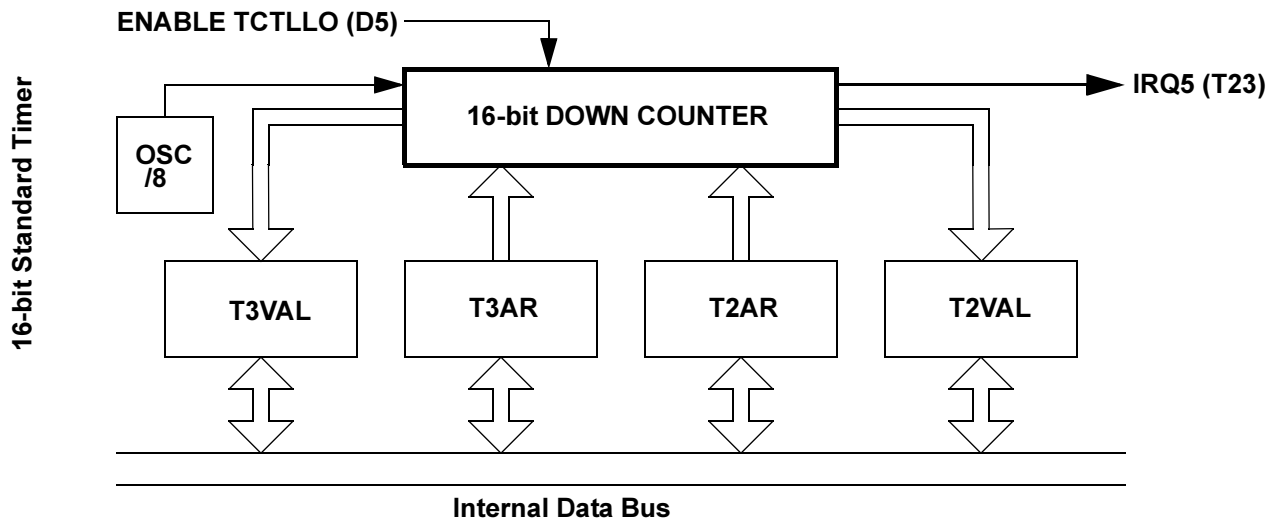 ENABLE TCTLLO (D5)
16-bit Standard Timer
IRQ5 (T23)
16-bit DOWN COUNTER
OSC
/8
T3VAL
T3AR
T2AR
T2VAL
Internal Data Bus